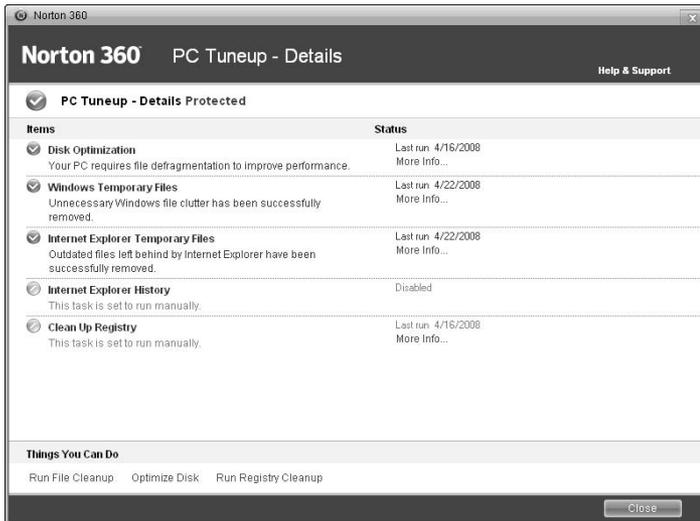 Norton 360
Norton 360 PC Tuneup - Details
Help & Support
PC Tuneup - Details Protected
Items Status
Disk Optimization Last run 4/16/2008
Your PC requires file defragmentation to improve performance. More Info...
Windows Temporary Files Last run 4/22/2008
Unnecessary Windows file clutter has been successfully More Info...
removed.
Internet Explorer Temporary Files Last run 4/22/2008
Outdated files left behind by Internet Explorer have been More Info...
successfully removed.
Internet Explorer History Disabled
This task is set to run manually.
Clean Up Registry Last run 4/16/2008
This task is set to run manually. More Info...
Things You Can Do
Run File Cleanup Optimize Disk Run Registry Cleanup
Close